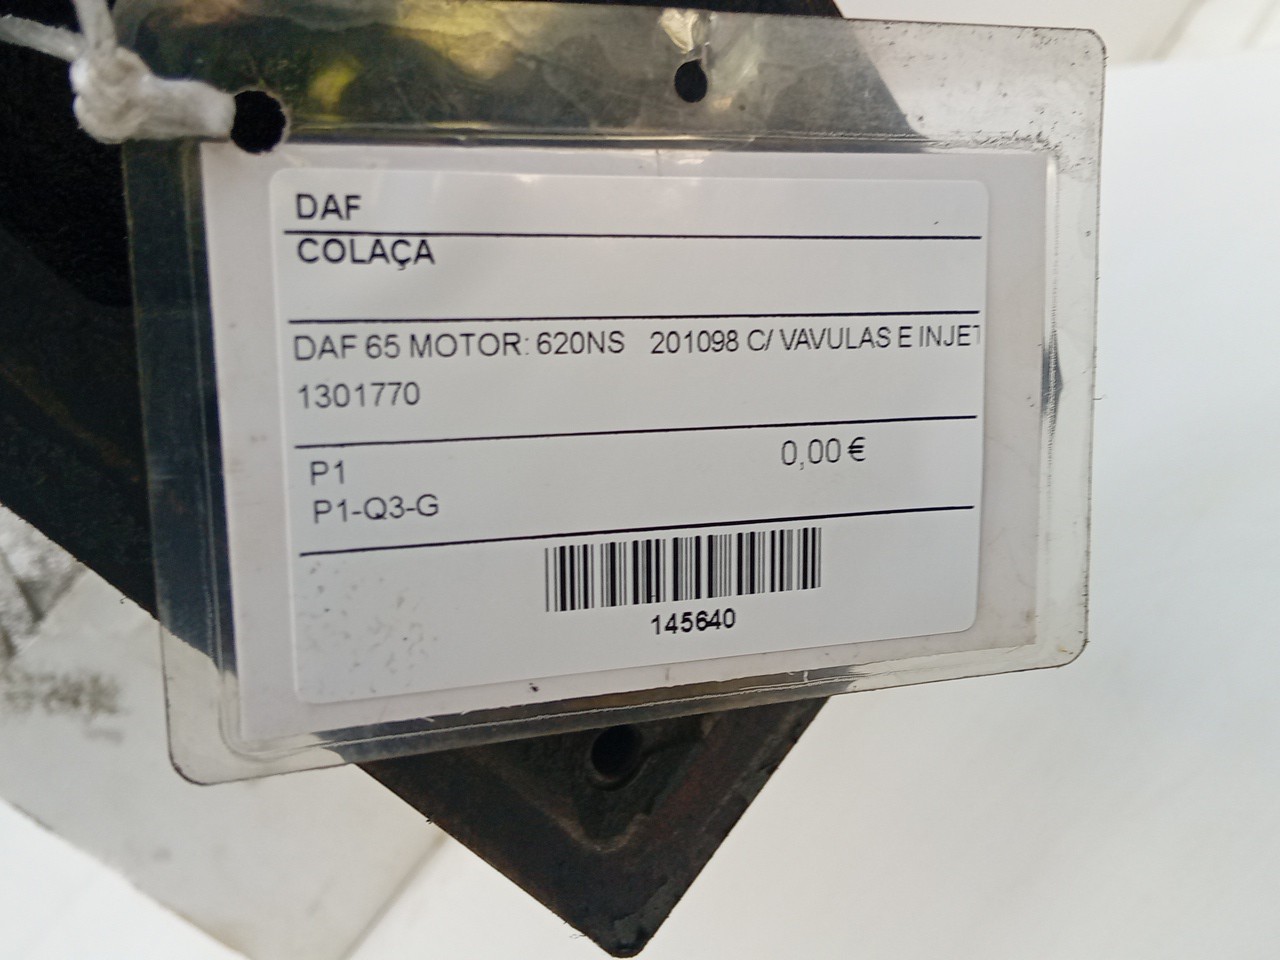 DAF
COLAÇA
DAF 65 MOTOR: 620NS 201098 C/ VAVULAS E INJET
1301770
P1 0,00 €
P1-Q3-G
145640